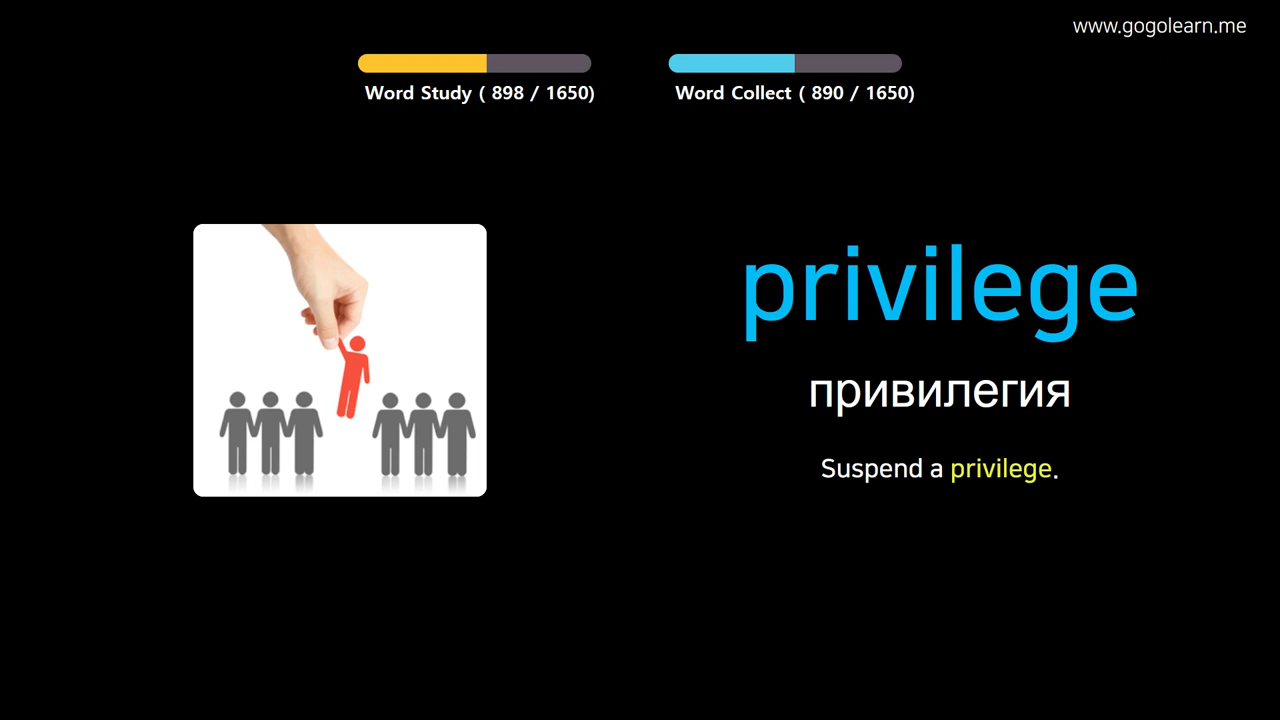 www.gogolearn.me
Word Study ( 898 / 1650)
Word Collect ( 890 / 1650)
privilege
привилегия
Suspend a privilege.